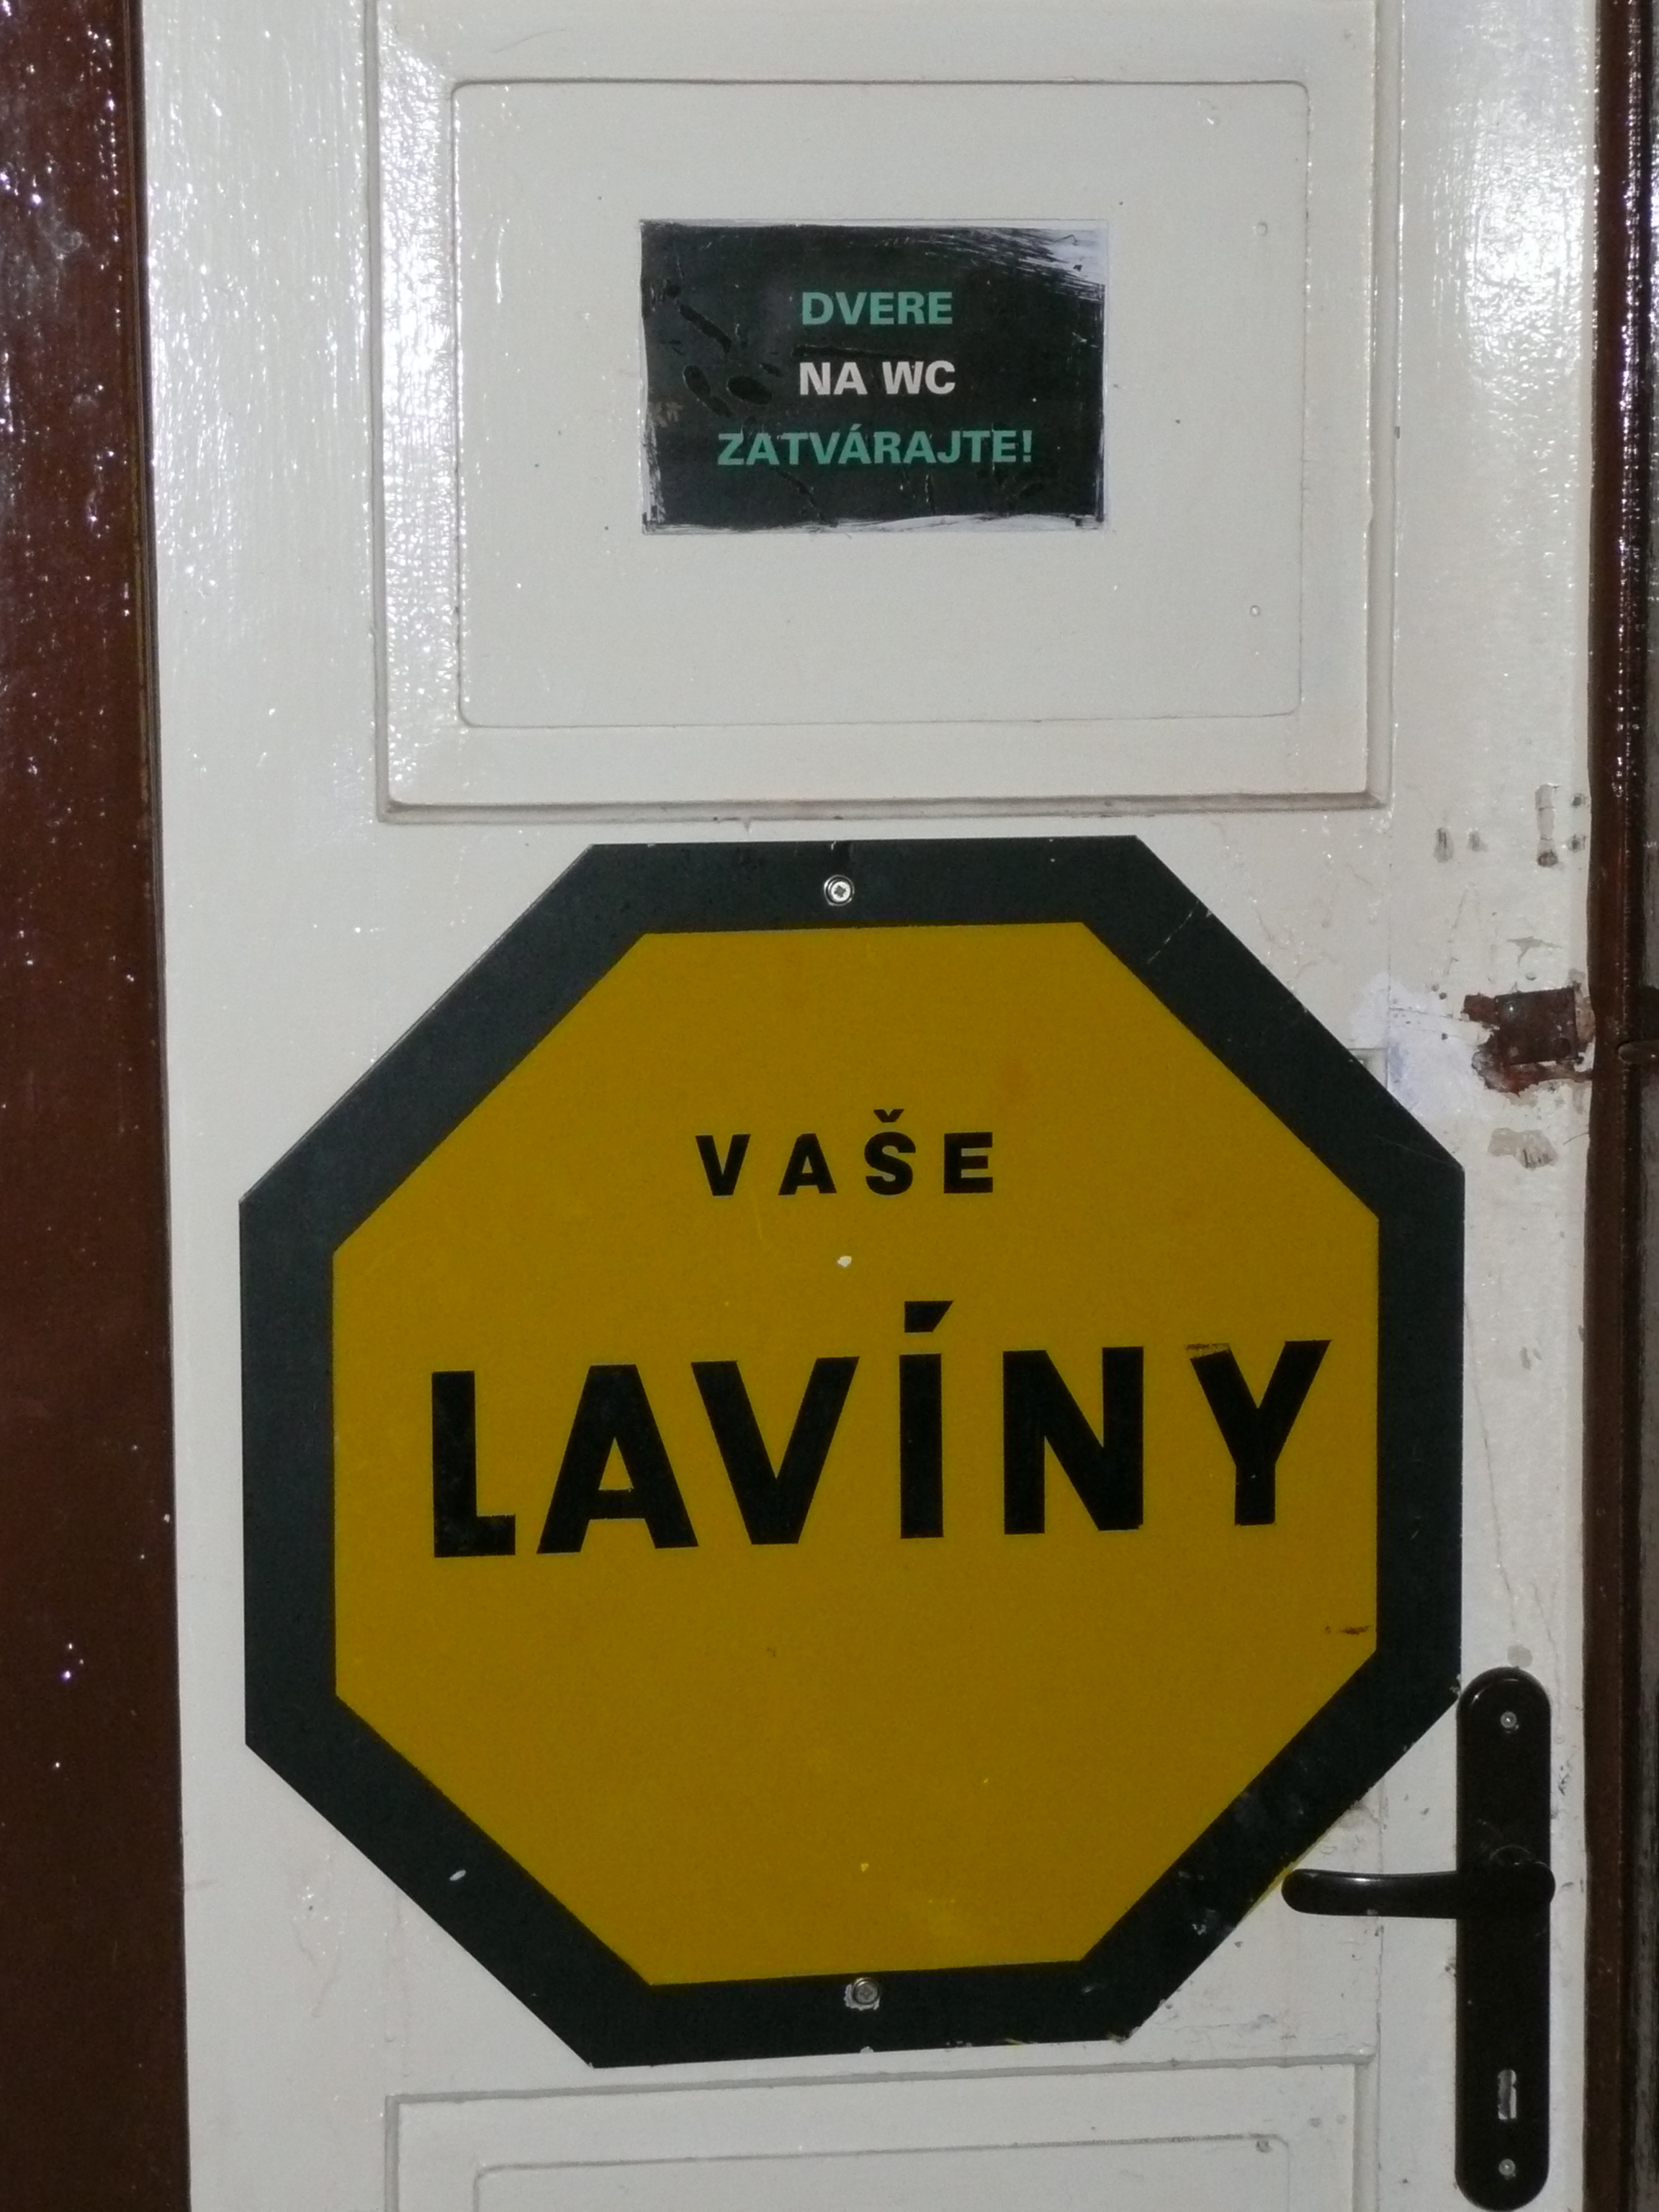 DVERE
NA WC
ZATVÁRAJTE!
VAŠE
LAVÍNY